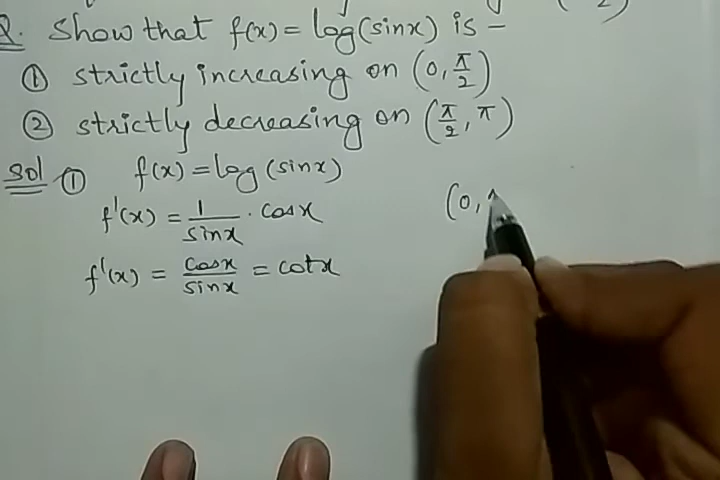 Q. Show that f(x) = log(sinx) is –
① strictly increasing on (0, π/2)
② strictly decreasing on (π/2, π)
Sol ① f(x) = log(sinx)
f'(x) = 1/sinx · cosx
(0,
f'(x) = cosx/sinx = cotx